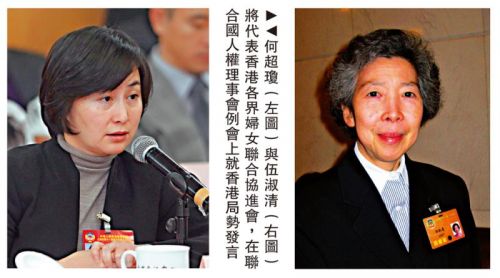 ▶◀何超瓊（左圖）與伍淑清（右圖）
將代表香港各界婦女聯合協進會，在聯
合國人權理事會例會上就香港局勢發言